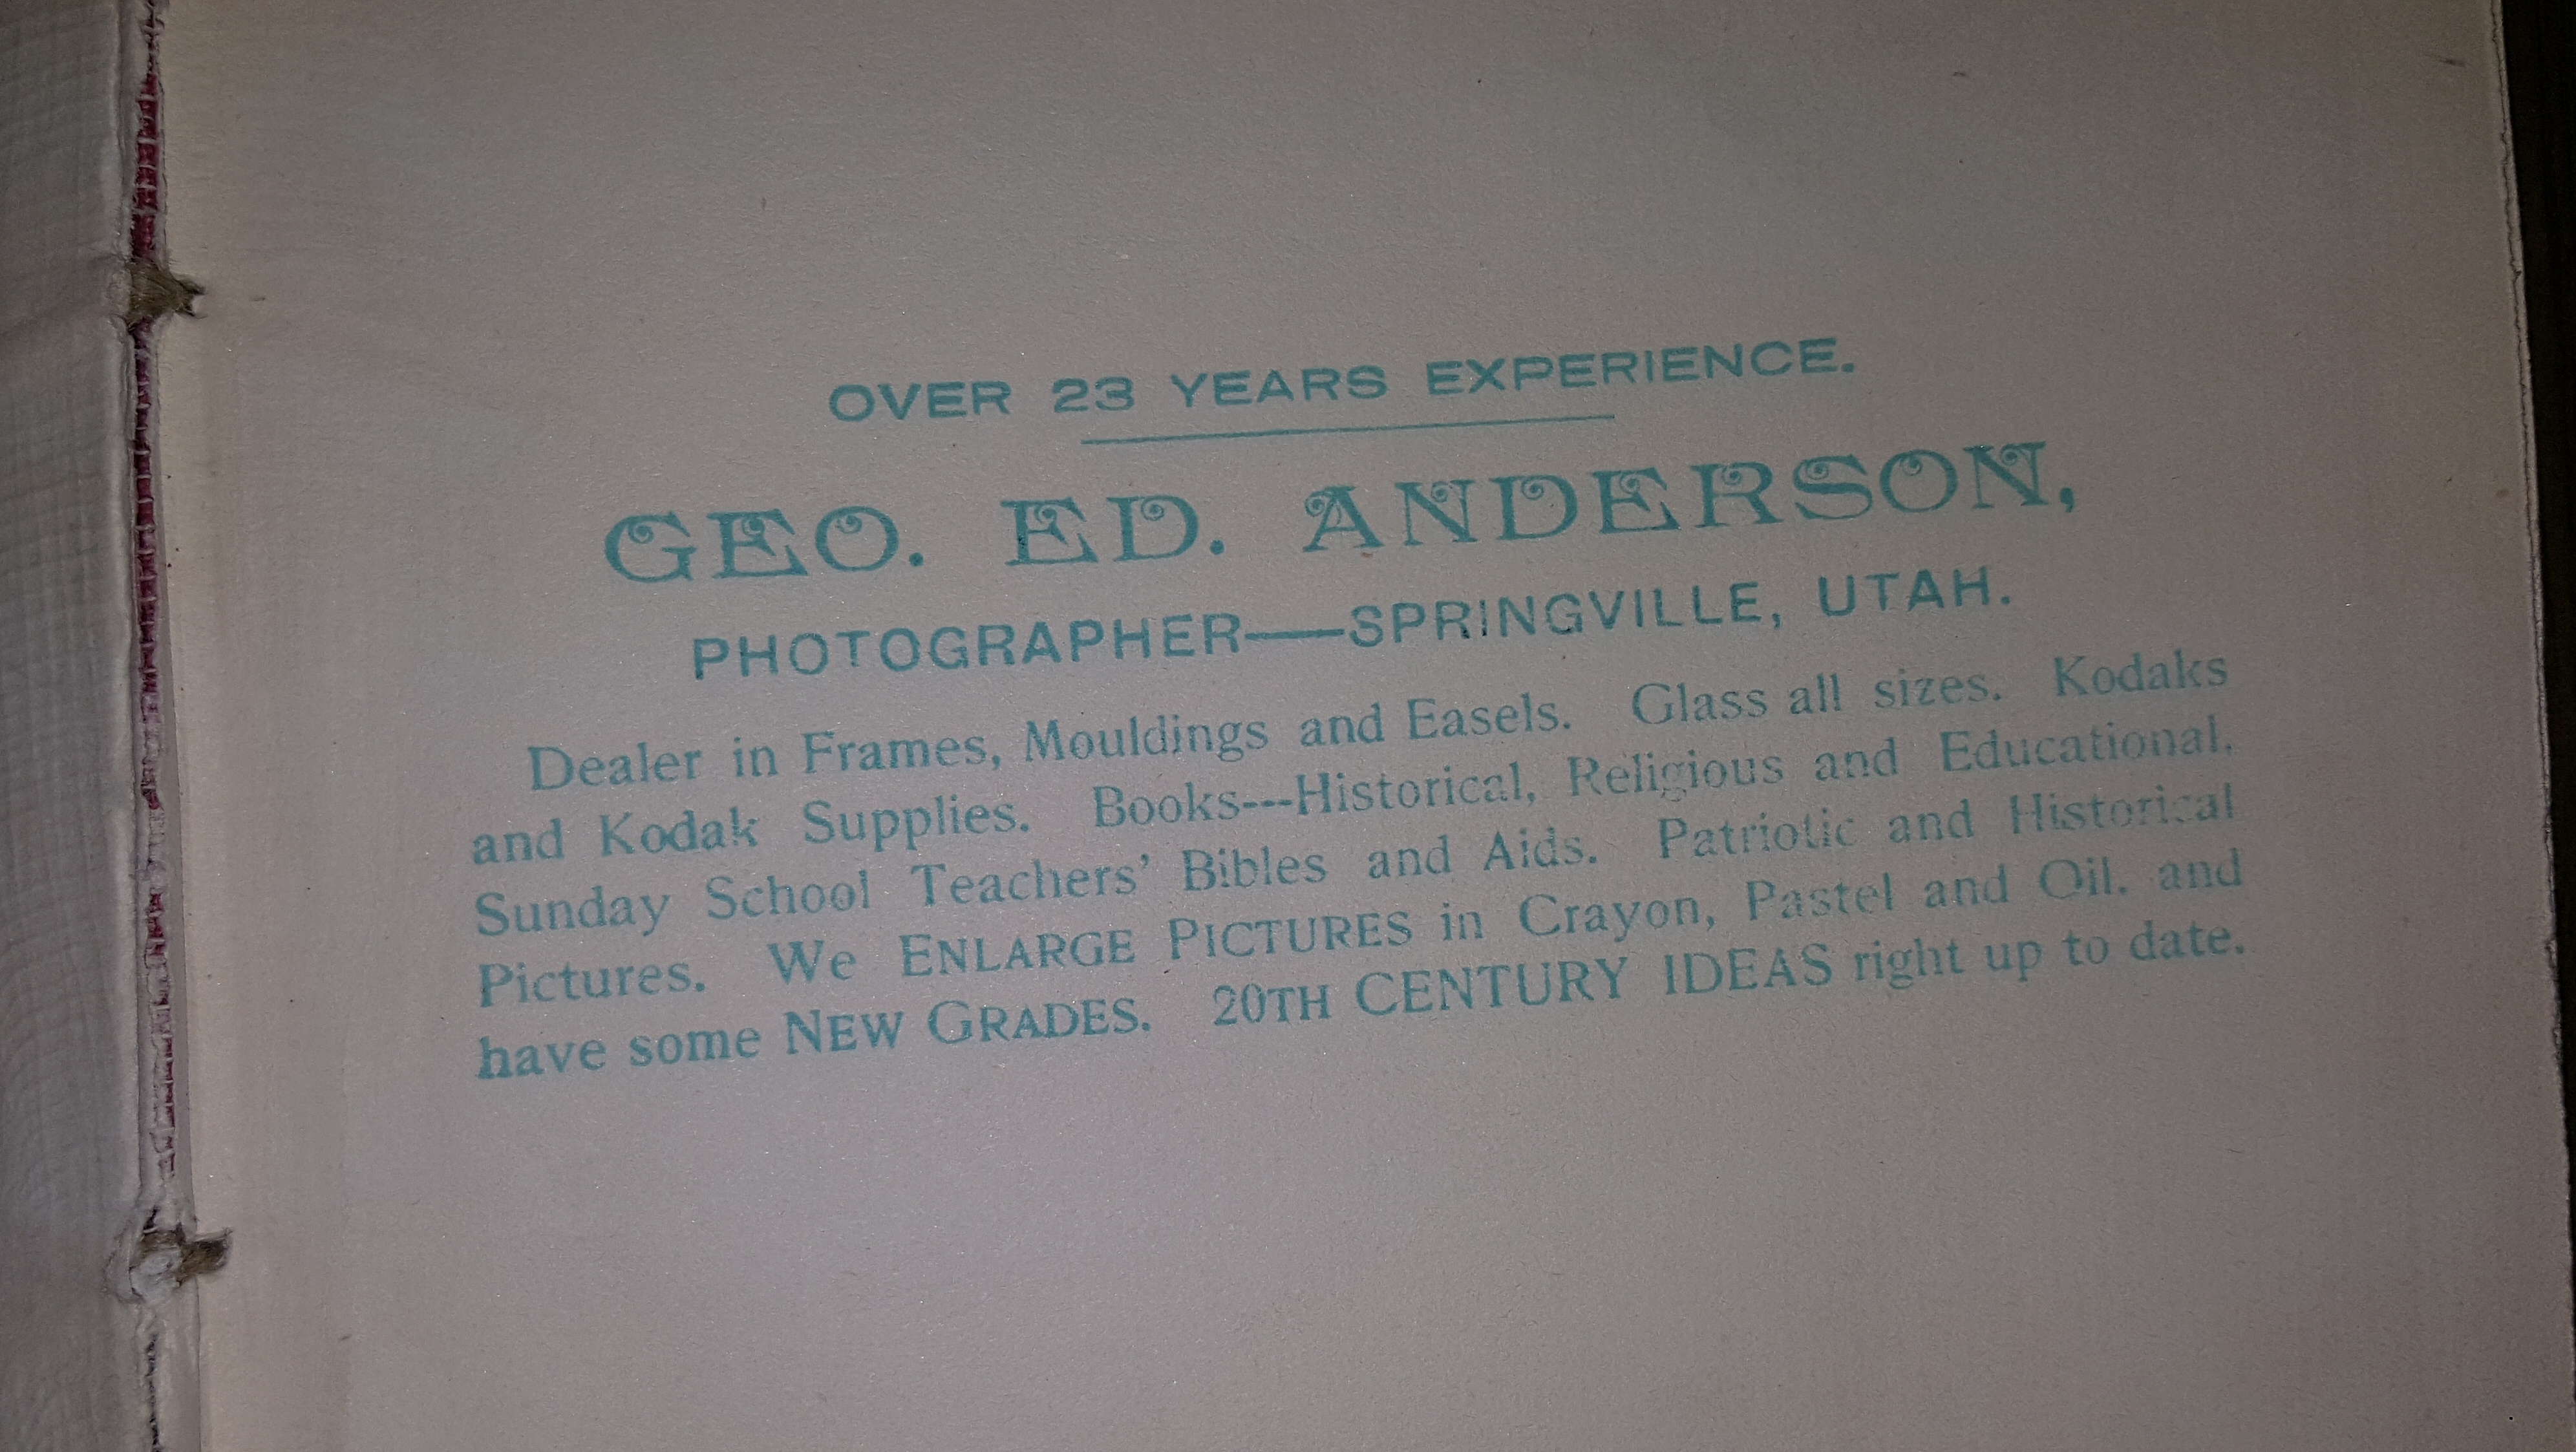 OVER 23 YEARS EXPERIENCE.
GEO. ED. ANDERSON,
PHOTOGRAPHER—SPRINGVILLE, UTAH.
Dealer in Frames, Mouldings and Easels. Glass all sizes. Kodaks
and Kodak Supplies. Books---Historical, Religious and Educational.
Sunday School Teachers' Bibles and Aids. Patriotic and Historical
Pictures. We ENLARGE PICTURES in Crayon, Pastel and Oil. and
have some NEW GRADES. 20TH CENTURY IDEAS right up to date.